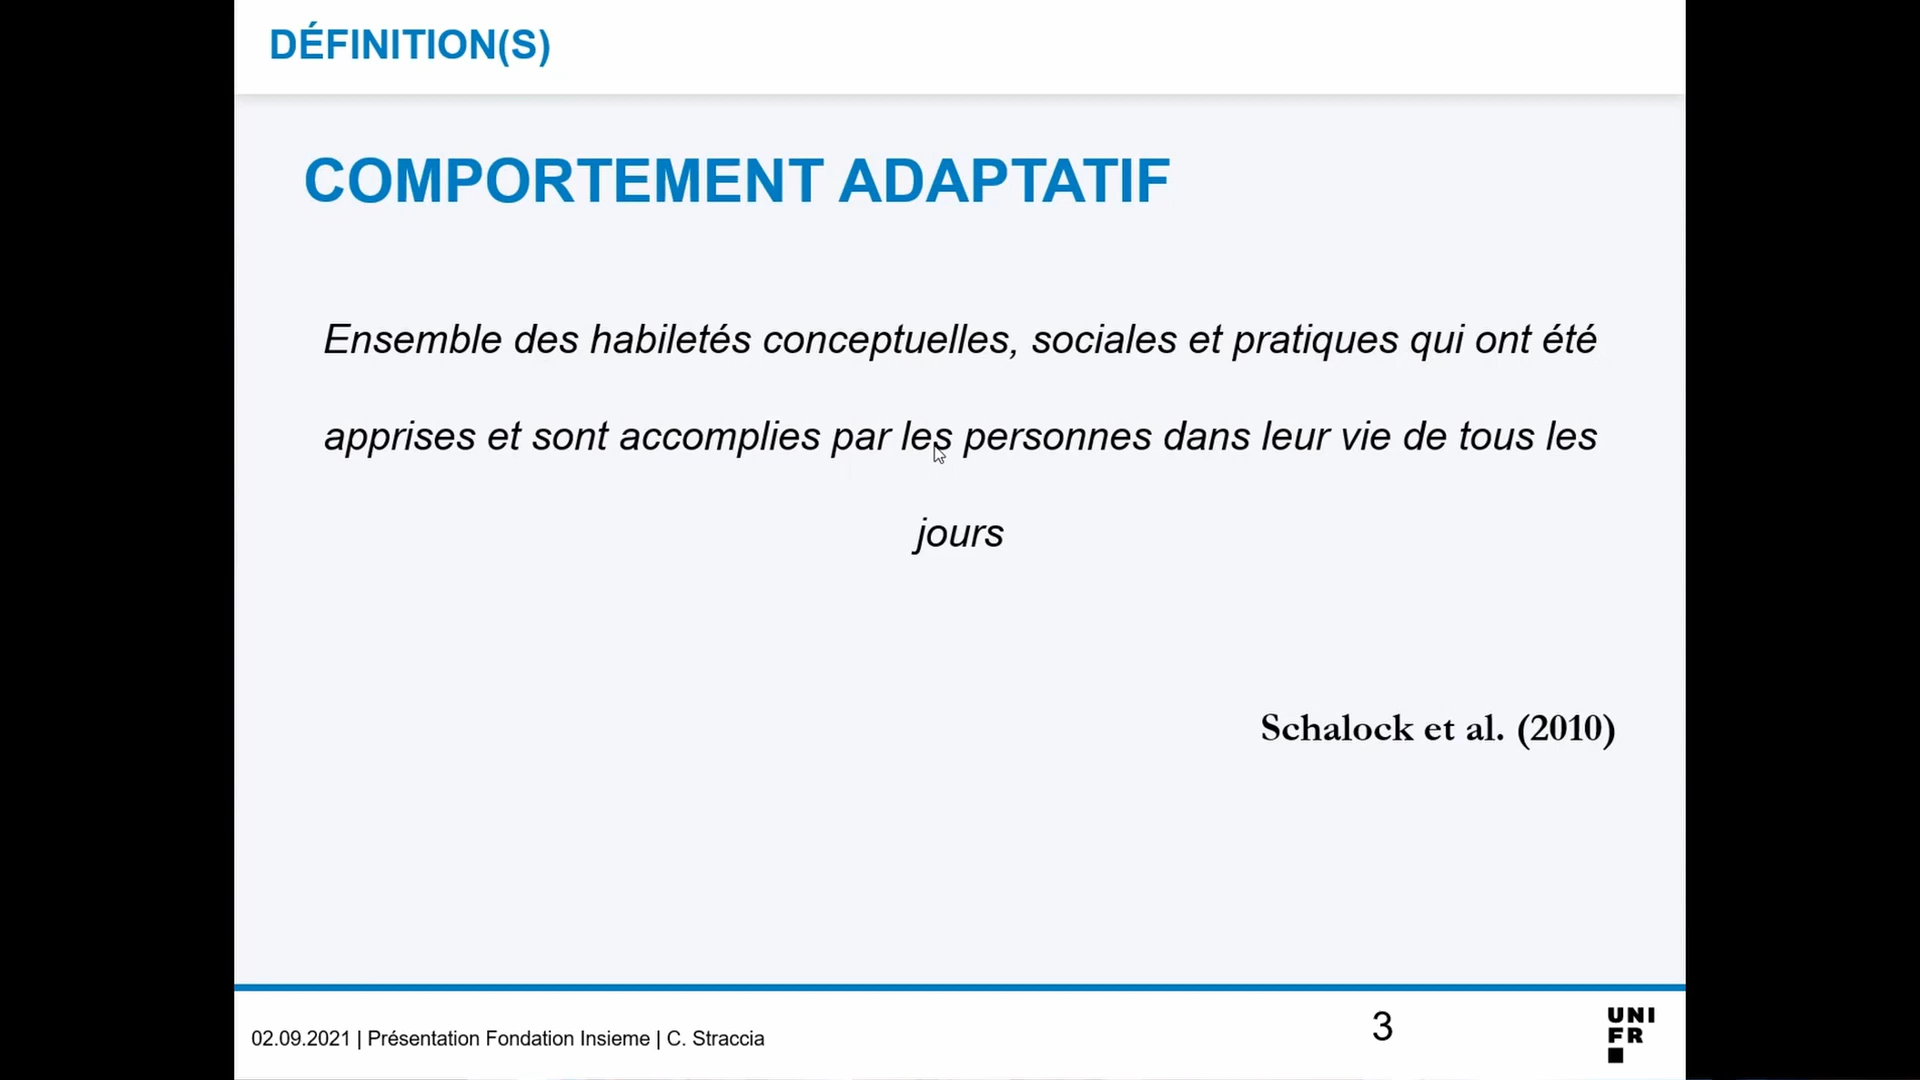 DÉFINITION(S)
COMPORTEMENT ADAPTATIF
Ensemble des habiletés conceptuelles, sociales et pratiques qui ont été
apprises et sont accomplies par les personnes dans leur vie de tous les
jours
Schalock et al. (2010)
02.09.2021 | Présentation Fondation Insieme | C. Straccia
3
UNI
FR